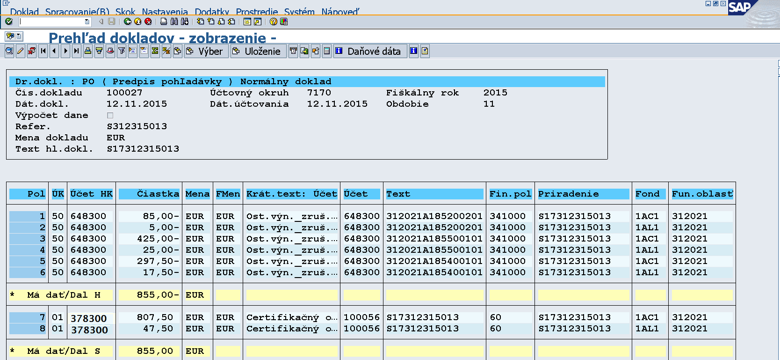 Doklad Spracovanie(B) Skok Nastavenia Dodatky Prostredie Systém Nápoveď
SAP
Prehľad dokladov - zobrazenie -
Výber Uloženie Daňové dáta
Dr.dokl. : PO ( Predpis pohľadávky ) Normálny doklad
Čís.dokladu 100027 Účtovný okruh 7170 Fiškálny rok 2015
Dát.dokl. 12.11.2015 Dát.účtovania 12.11.2015 Obdobie 11
Výpočet dane
Refer. S312315013
Mena dokladu EUR
Text hl.dokl. S17312315013
Pol ÚK Účet HK Čiastka Mena FMen Krát.text: Účet Účet Text Fin.pol Priradenie Fond Fun.oblasť
1 50 648300 85,00- EUR EUR Ost.výn._zruš.… 648300 312021A185200201 341000 S17312315013 1AC1 312021
2 50 648300 5,00- EUR EUR Ost.výn._zruš.… 648300 312021A185200201 341000 S17312315013 1AL1 312021
3 50 648300 425,00- EUR EUR Ost.výn._zruš.… 648300 312021A185500101 341000 S17312315013 1AC1 312021
4 50 648300 25,00- EUR EUR Ost.výn._zruš.… 648300 312021A185500101 341000 S17312315013 1AL1 312021
5 50 648300 297,50- EUR EUR Ost.výn._zruš.… 648300 312021A185400101 341000 S17312315013 1AC1 312021
6 50 648300 17,50- EUR EUR Ost.výn._zruš.… 648300 312021A185400101 341000 S17312315013 1AL1 312021
* Má dať/Dal H 855,00- EUR
7 01 378300 807,50 EUR EUR Certifikačný o… 100056 S17312315013 60 S17312315013 1AC1 312021
8 01 378300 47,50 EUR EUR Certifikačný o… 100056 S17312315013 60 S17312315013 1AL1 312021
* Má dať/Dal S 855,00 EUR